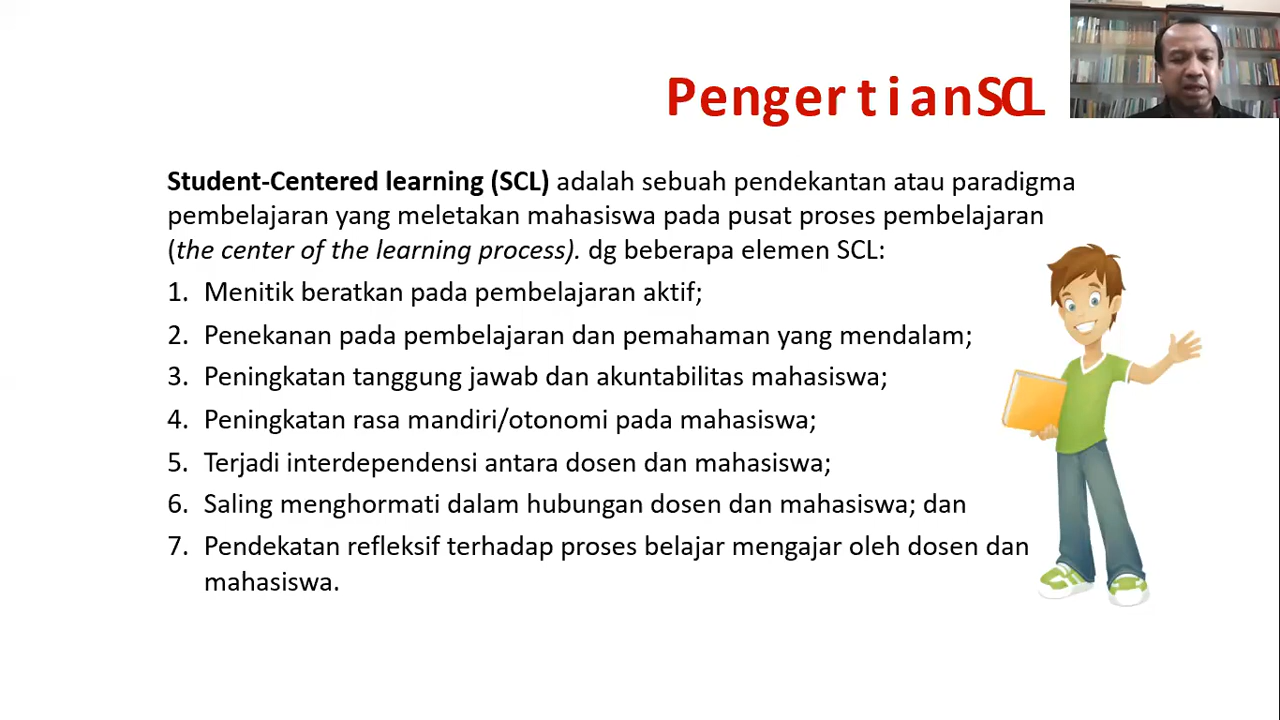 Pengertian SCL
Student-Centered learning (SCL) adalah sebuah pendekantan atau paradigma
pembelajaran yang meletakan mahasiswa pada pusat proses pembelajaran
(the center of the learning process). dg beberapa elemen SCL:
1. Menitik beratkan pada pembelajaran aktif;
2. Penekanan pada pembelajaran dan pemahaman yang mendalam;
3. Peningkatan tanggung jawab dan akuntabilitas mahasiswa;
4. Peningkatan rasa mandiri/otonomi pada mahasiswa;
5. Terjadi interdependensi antara dosen dan mahasiswa;
6. Saling menghormati dalam hubungan dosen dan mahasiswa; dan
7. Pendekatan refleksif terhadap proses belajar mengajar oleh dosen dan
mahasiswa.